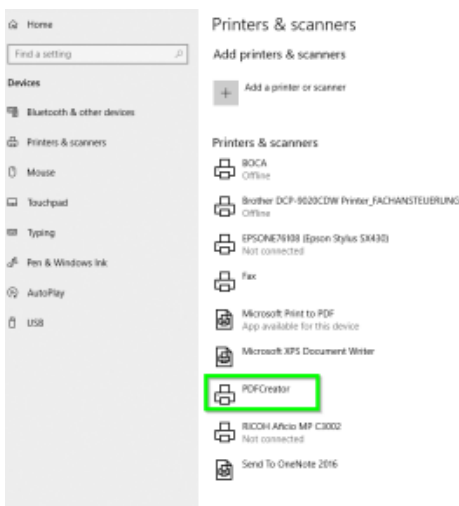 Home
Find a setting
Devices
Bluetooth & other devices
Printers & scanners
Mouse
Touchpad
Typing
Pen & Windows Ink
AutoPlay
USB
Printers & scanners
Add printers & scanners
Add a printer or scanner
Printers & scanners
BOCA
Offline
Brother DCP-9020CDW Printer_FACHANSTEUERUNG
Offline
EPSONE76108 (Epson Stylus SX430)
Not connected
Fax
Microsoft Print to PDF
App available for this device
Microsoft XPS Document Writer
PDFCreator
RICOH Aficio MP C3002
Not connected
Send To OneNote 2016